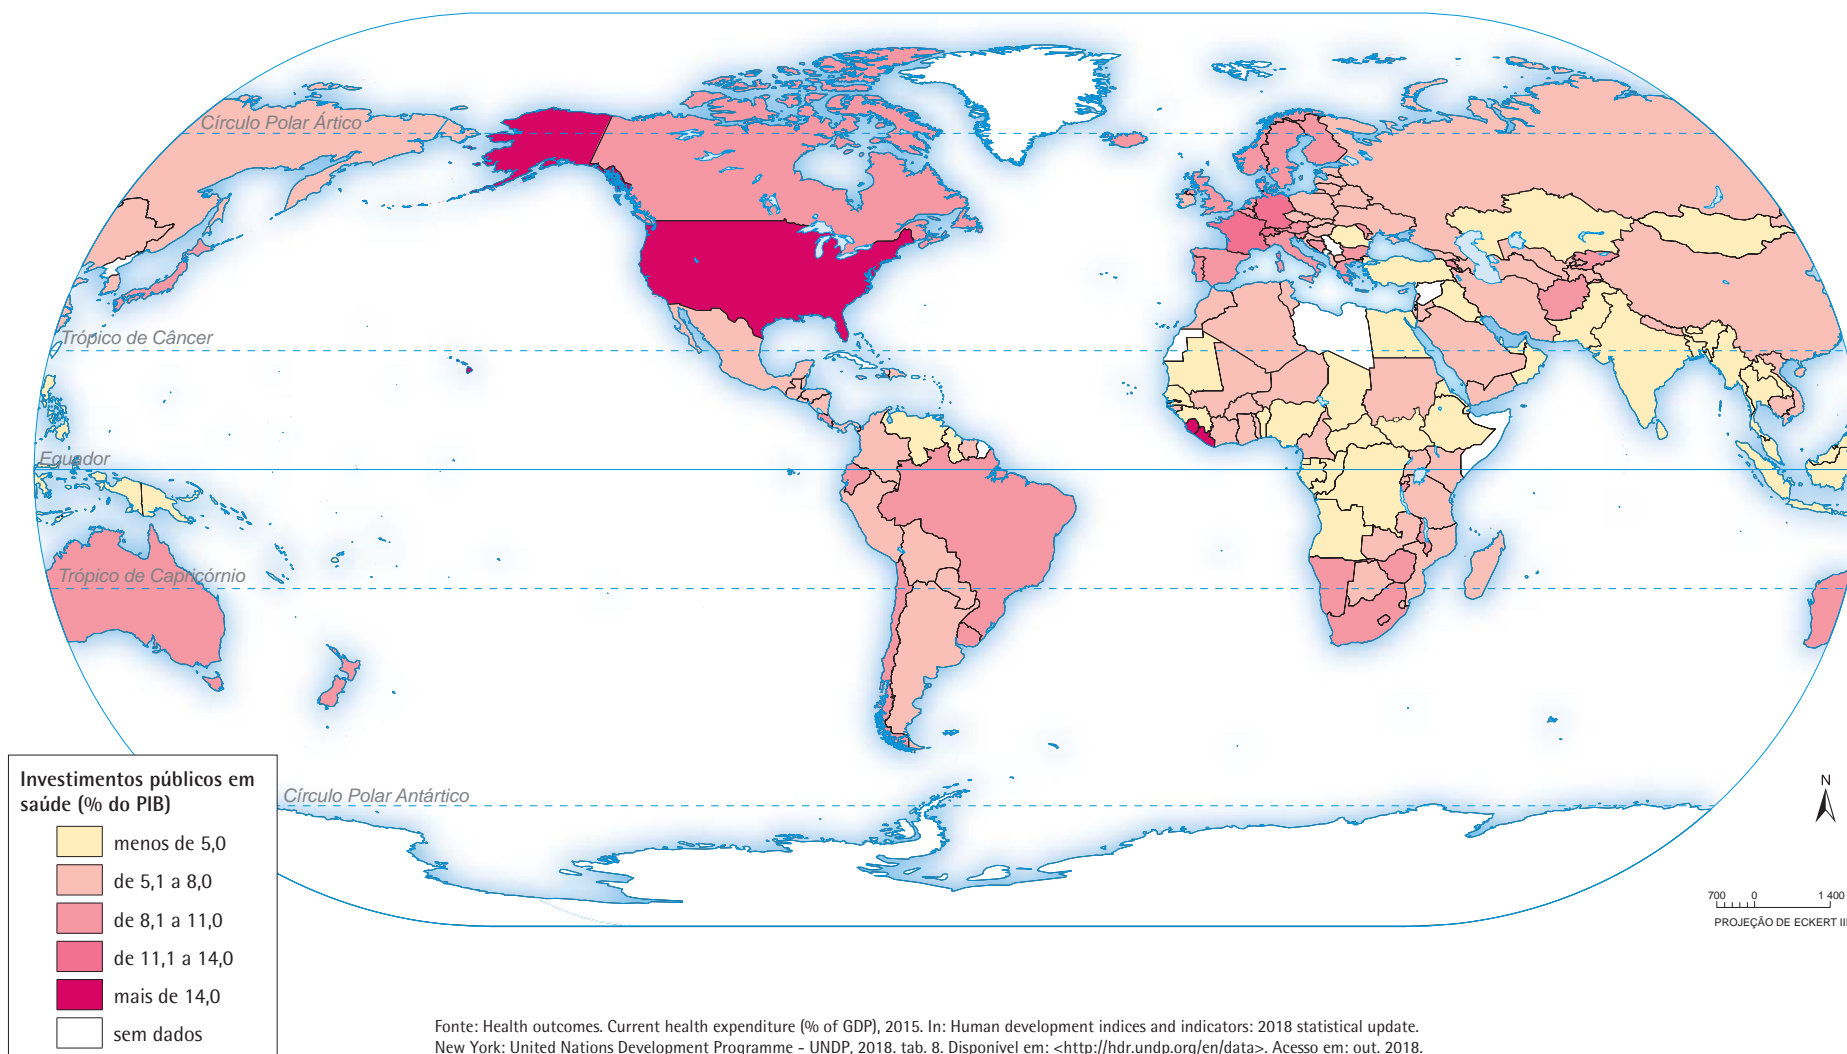 Círculo Polar Ártico
Trópico de Câncer
Equador
Trópico de Capricórnio
Círculo Polar Antártico
Investimentos públicos em
saúde (% do PIB)
menos de 5,0
de 5,1 a 8,0
de 8,1 a 11,0
de 11,1 a 14,0
mais de 14,0
sem dados
N
700 0 1 400
PROJEÇÃO DE ECKERT III
Fonte: Health outcomes. Current health expenditure (% of GDP), 2015. In: Human development indices and indicators: 2018 statistical update.
New York: United Nations Development Programme - UNDP, 2018. tab. 8. Disponível em: <http://hdr.undp.org/en/data>. Acesso em: out. 2018.